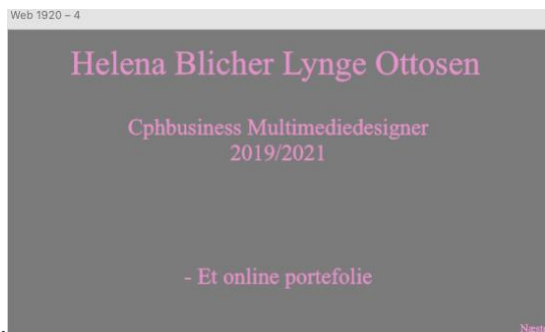 Web 1920 – 4
Helena Blicher Lynge Ottosen
Cphbusiness Multimediedesigner
2019/2021
- Et online portefolie